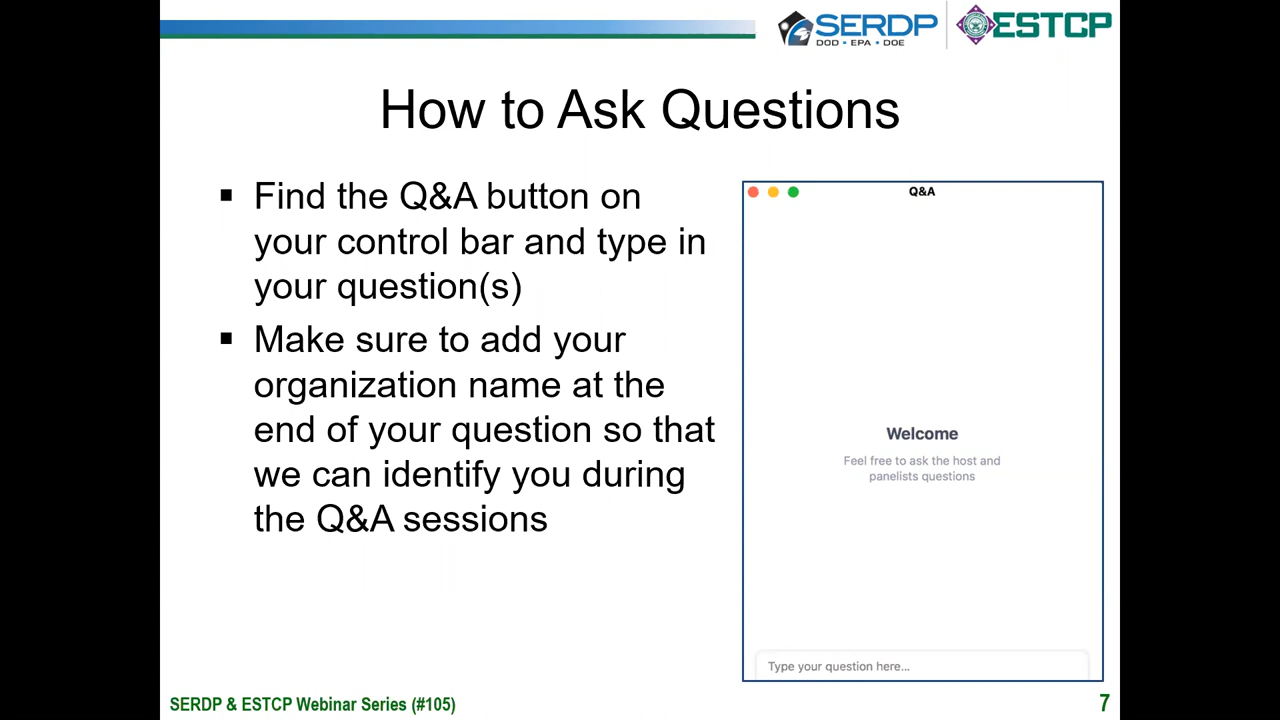 SERDP
DOD • EPA • DOE
ESTCP
How to Ask Questions
▪ Find the Q&A button on
your control bar and type in
your question(s)
▪ Make sure to add your
organization name at the
end of your question so that
we can identify you during
the Q&A sessions
Q&A
Welcome
Feel free to ask the host and
panelists questions
Type your question here...
SERDP & ESTCP Webinar Series (#105)
7